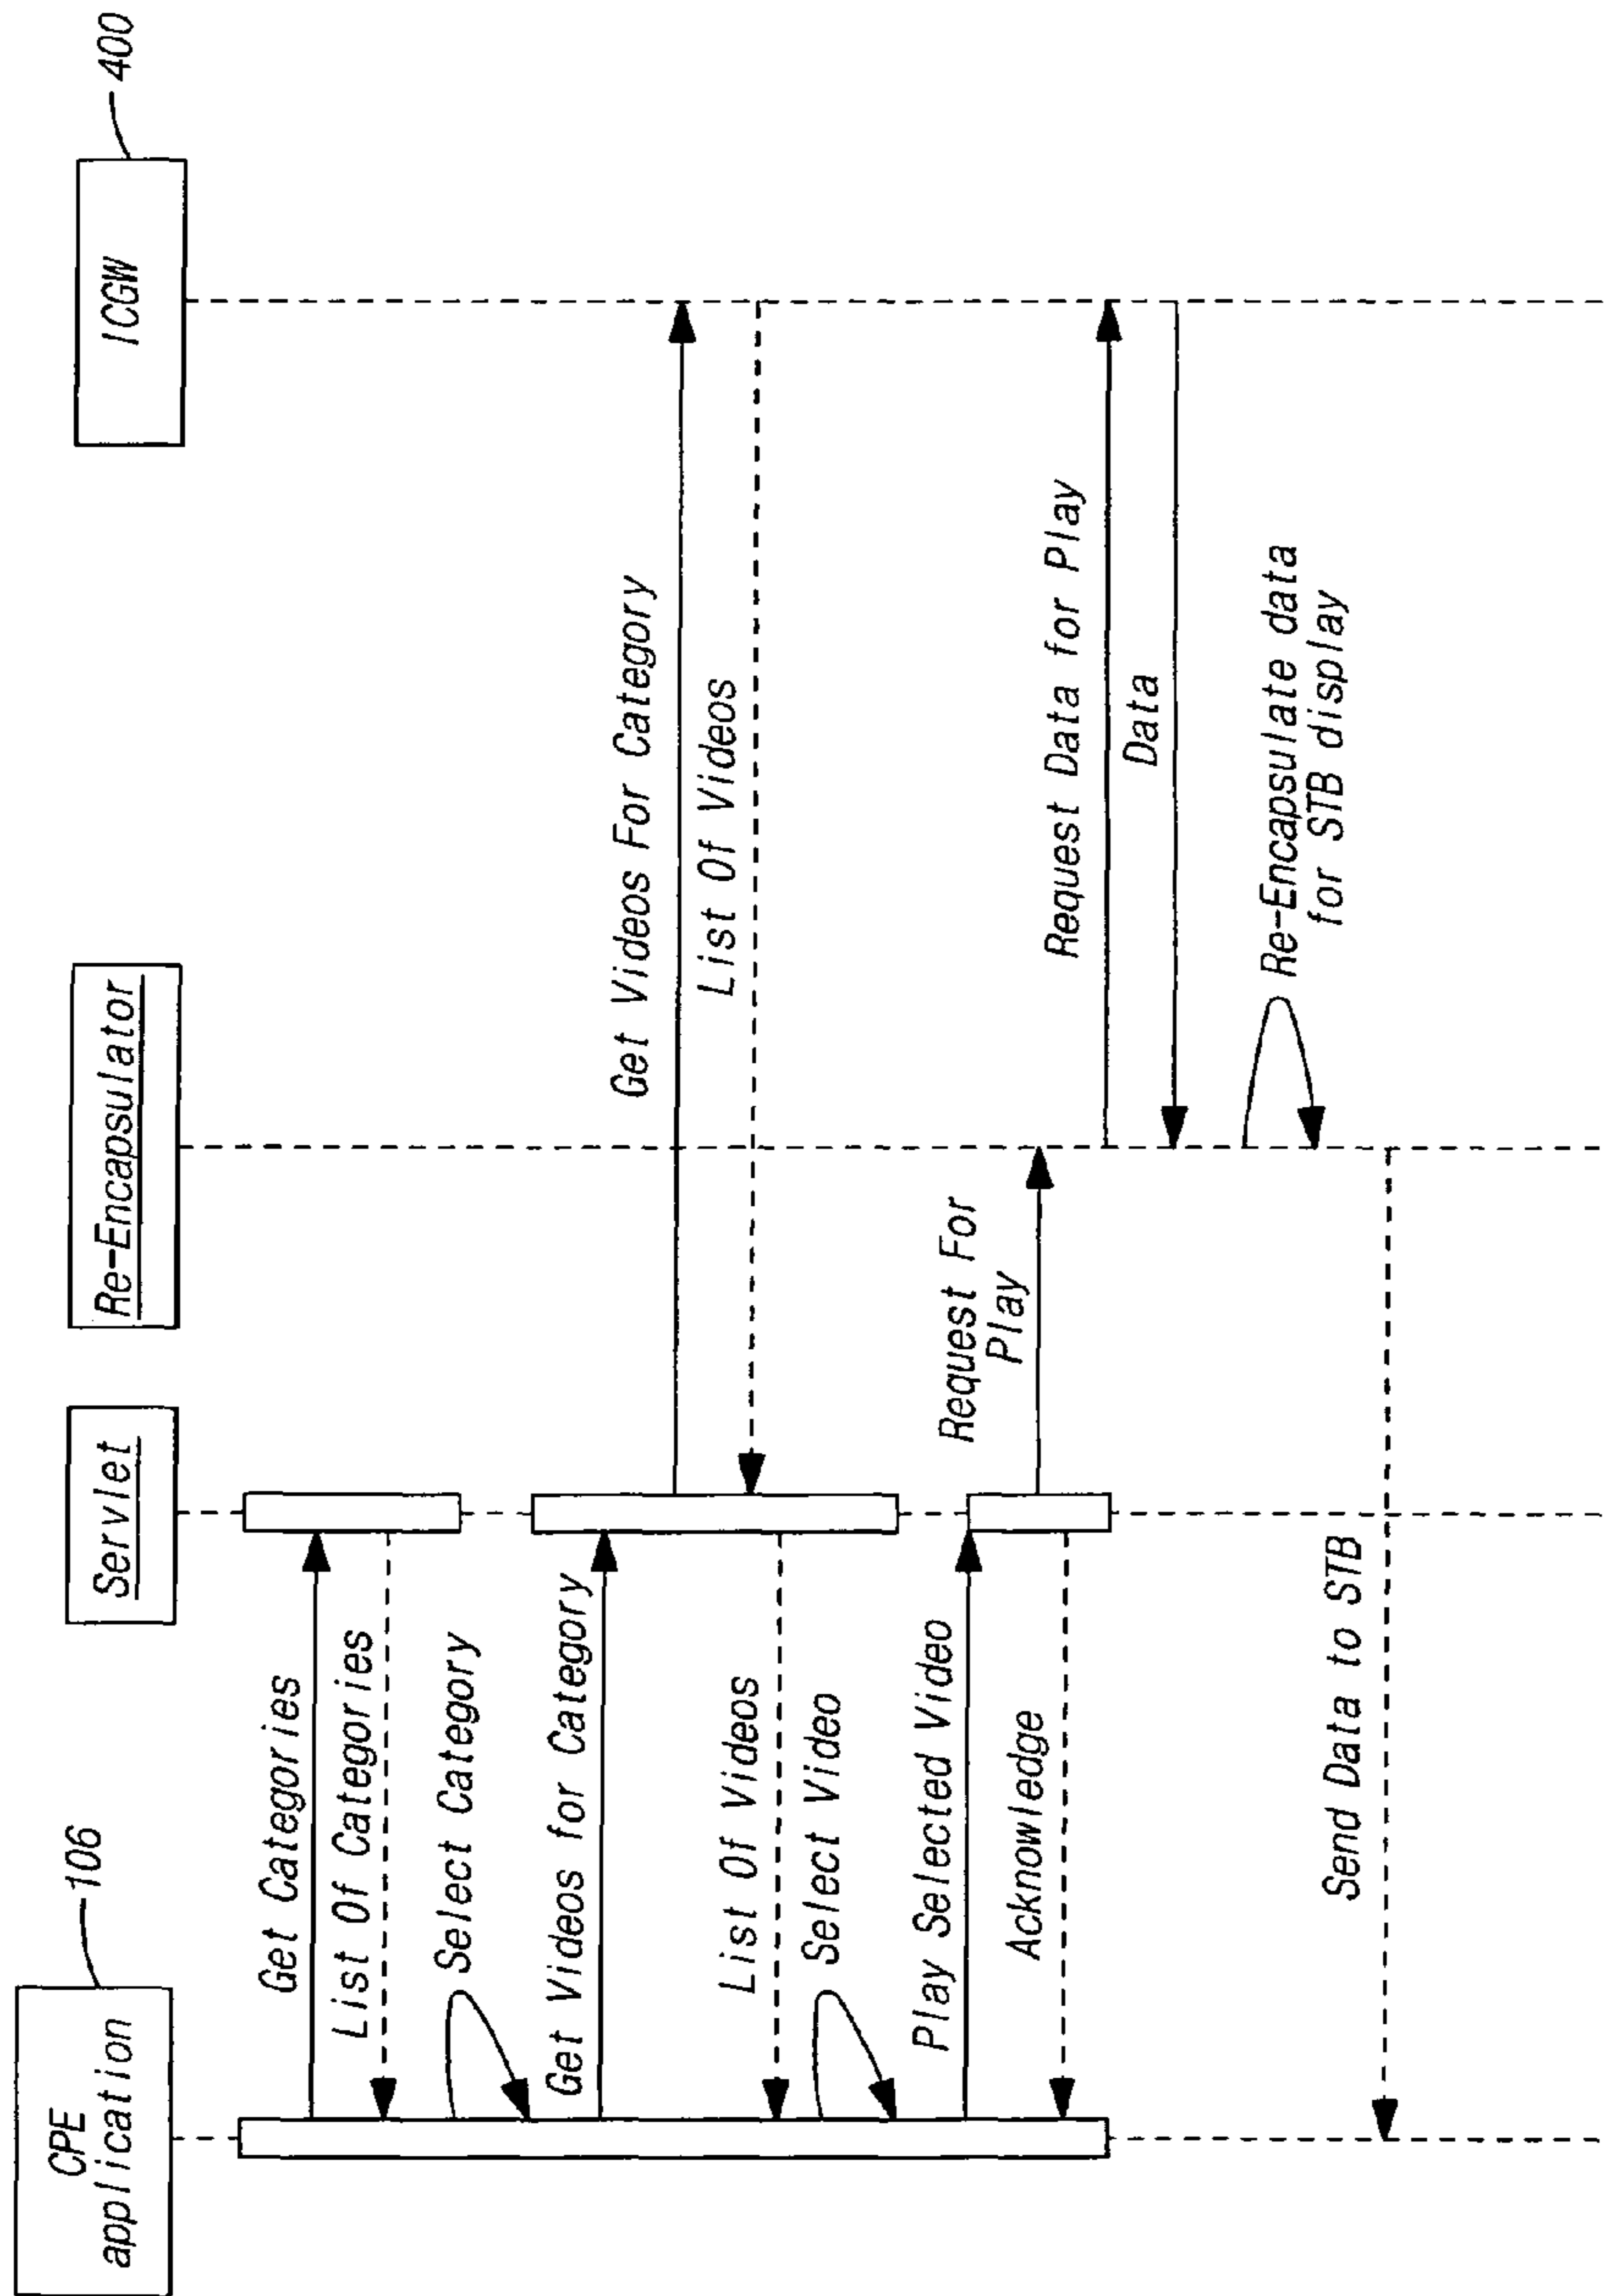 CPE
application
106
Servlet
Re-Encapsulator
ICGW
400
Get Categories
List Of Categories
Select Category
Get Videos for Category
Get Videos For Category
List Of Videos
List Of Videos
Select Video
Play Selected Video
Request For
Play
Acknowledge
Request Data for Play
Data
Re-Encapsulate data
for STB display
Send Data to STB